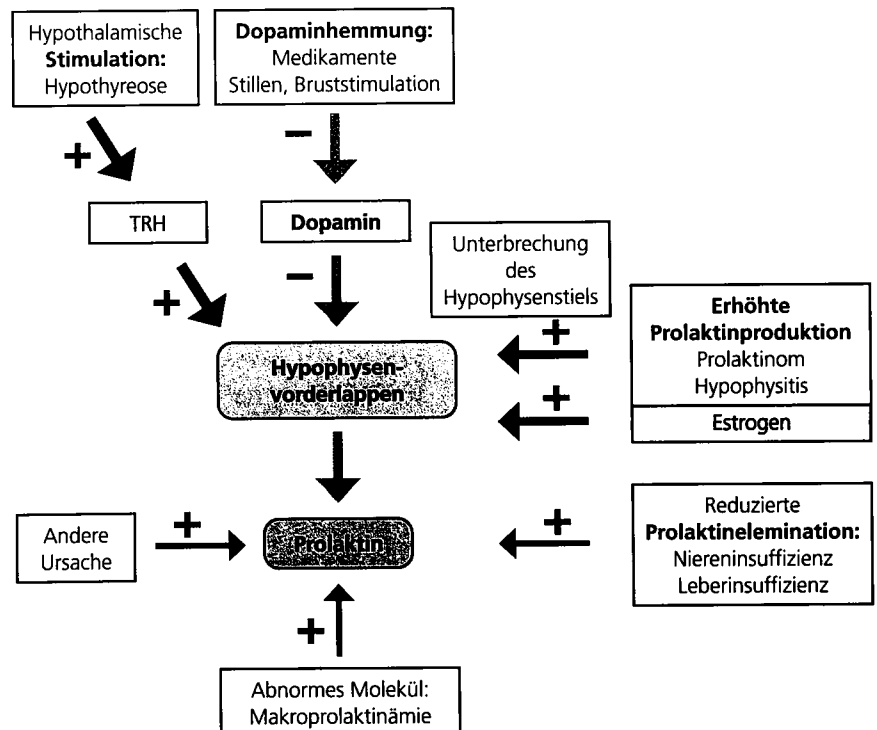 Hypothalamische
Stimulation:
Hypothyreose
Dopaminhemmung:
Medikamente
Stillen, Bruststimulation
+
−
TRH
Dopamin
Unterbrechung
des
Hypophysenstiels
+
−
Erhöhte
Prolaktinproduktion
Prolaktinom
Hypophysitis
Estrogen
+
+
Hypophysen-
vorderlappen
Andere
Ursache
+
Prolaktin
+
Reduzierte
Prolaktinelemination:
Niereninsuffizienz
Leberinsuffizienz
+
Abnormes Molekül:
Makroprolaktinämie